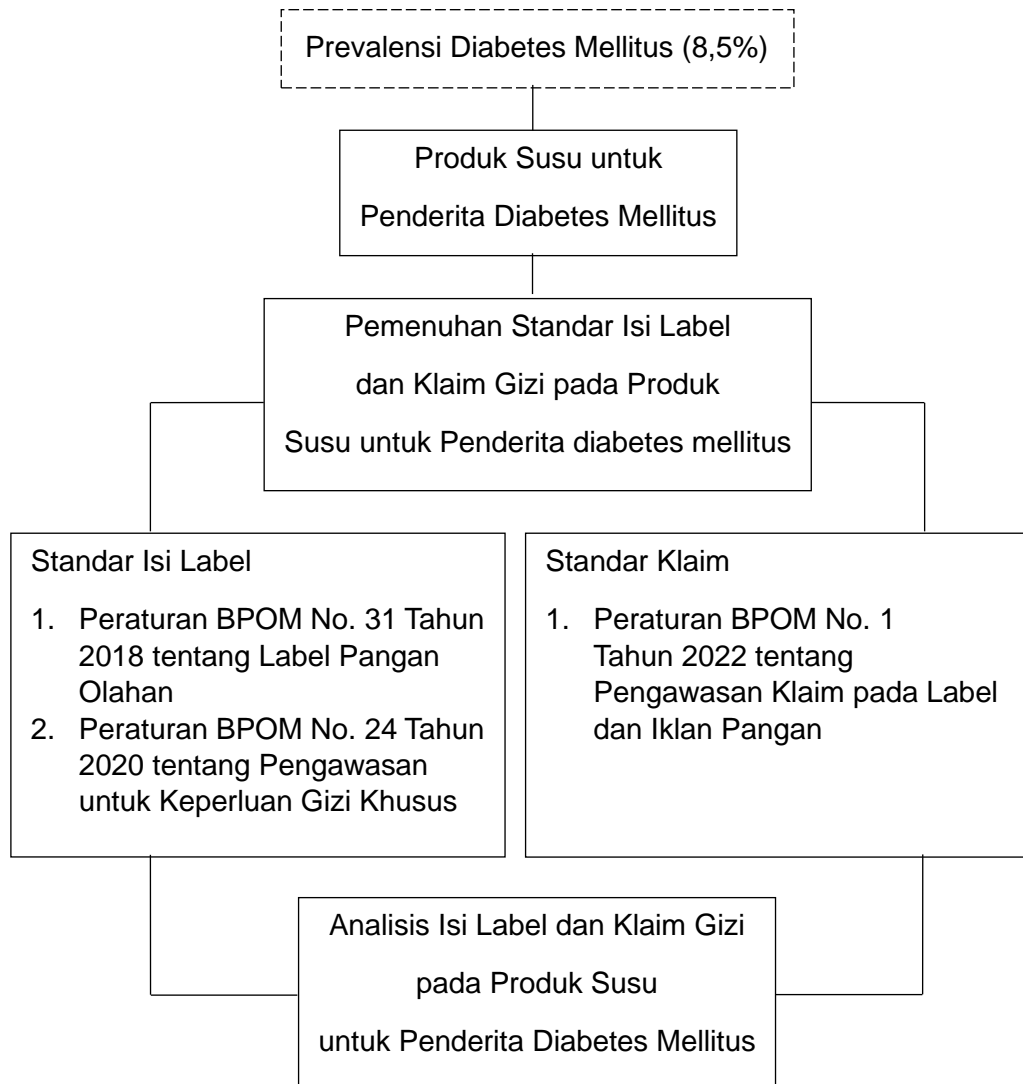 Prevalensi Diabetes Mellitus (8,5%)
Produk Susu untuk
Penderita Diabetes Mellitus
Pemenuhan Standar Isi Label
dan Klaim Gizi pada Produk
Susu untuk Penderita diabetes mellitus
Standar Isi Label
1. Peraturan BPOM No. 31 Tahun
2018 tentang Label Pangan
Olahan
2. Peraturan BPOM No. 24 Tahun
2020 tentang Pengawasan
untuk Keperluan Gizi Khusus
Standar Klaim
1. Peraturan BPOM No. 1
Tahun 2022 tentang
Pengawasan Klaim pada Label
dan Iklan Pangan
Analisis Isi Label dan Klaim Gizi
pada Produk Susu
untuk Penderita Diabetes Mellitus